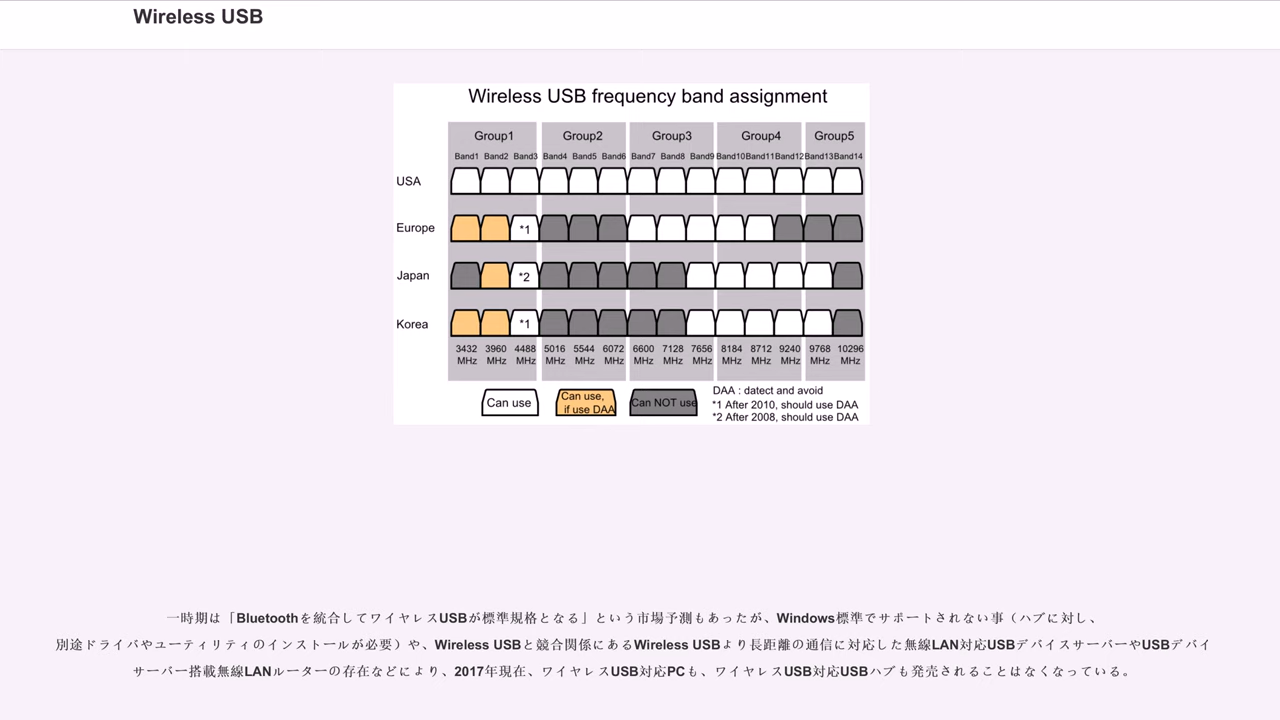 Wireless USB
Wireless USB frequency band assignment
Group1 Group2 Group3 Group4 Group5
Band1 Band2 Band3 Band4 Band5 Band6 Band7 Band8 Band9 Band10 Band11 Band12 Band13 Band14
USA
Europe *1
Japan *2
Korea *1
3432 3960 4488 5016 5544 6072 6600 7128 7656 8184 8712 9240 9768 10296
MHz MHz MHz MHz MHz MHz MHz MHz MHz MHz MHz MHz MHz MHz
Can use
Can use,
if use DAA
Can NOT use
DAA : datect and avoid
*1 After 2010, should use DAA
*2 After 2008, should use DAA
一時期は「Bluetoothを統合してワイヤレスUSBが標準規格となる」という市場予測もあったが、Windows標準でサポートされない事（ハブに対し、
別途ドライバやユーティリティのインストールが必要）や、Wireless USBと競合関係にあるWireless USBより長距離の通信に対応した無線LAN対応USBデバイスサーバーやUSBデバイ
サーバー搭載無線LANルーターの存在などにより、2017年現在、ワイヤレスUSB対応PCも、ワイヤレスUSB対応USBハブも発売されることはなくなっている。